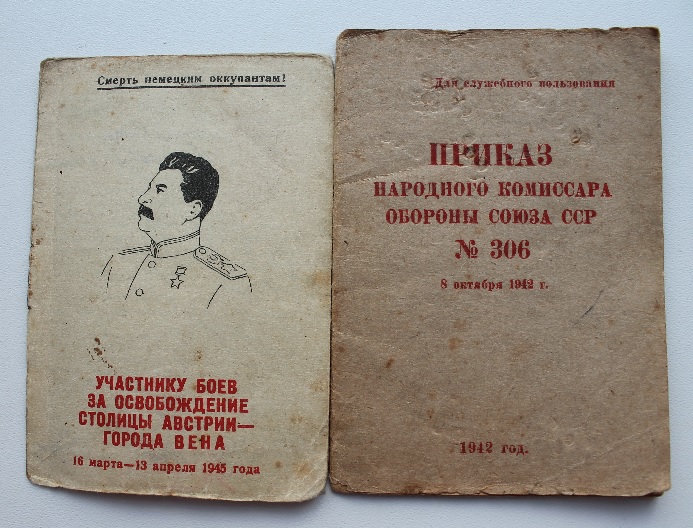 Смерть немецким оккупантам!
УЧАСТНИКУ БОЕВ
ЗА ОСВОБОЖДЕНИЕ
СТОЛИЦЫ АВСТРИИ—
ГОРОДА ВЕНА
16 марта—13 апреля 1945 года
Для служебного пользования
ПРИКАЗ
НАРОДНОГО КОМИССАРА
ОБОРОНЫ СОЮЗА ССР
№ 306
8 октября 1942 г.
1942 год.